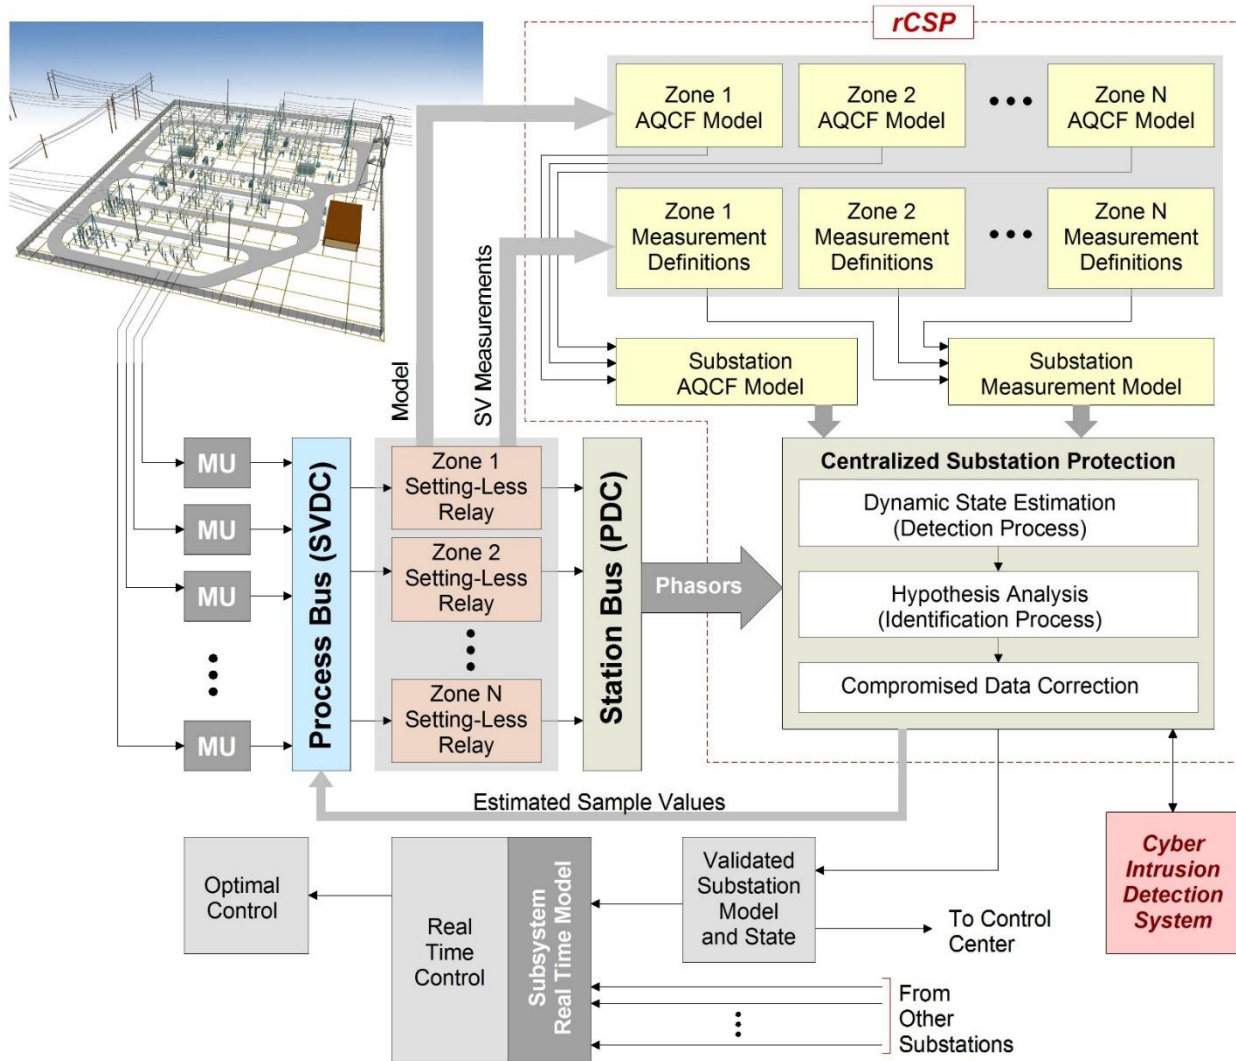 rCSP
Zone 1
AQCF Model
Zone 2
AQCF Model
Zone N
AQCF Model
Zone 1
Measurement
Definitions
Zone 2
Measurement
Definitions
Zone N
Measurement
Definitions
Model
SV Measurements
Substation
AQCF Model
Substation
Measurement Model
MU
MU
MU
MU
Process Bus (SVDC)
Zone 1
Setting-Less
Relay
Zone 2
Setting-Less
Relay
Zone N
Setting-Less
Relay
Station Bus (PDC)
Phasors
Centralized Substation Protection
Dynamic State Estimation
(Detection Process)
Hypothesis Analysis
(Identification Process)
Compromised Data Correction
Estimated Sample Values
Optimal
Control
Real
Time
Control
Subsystem
Real Time Model
Validated
Substation
Model
and State
To Control
Center
Cyber
Intrusion
Detection
System
From
Other
Substations